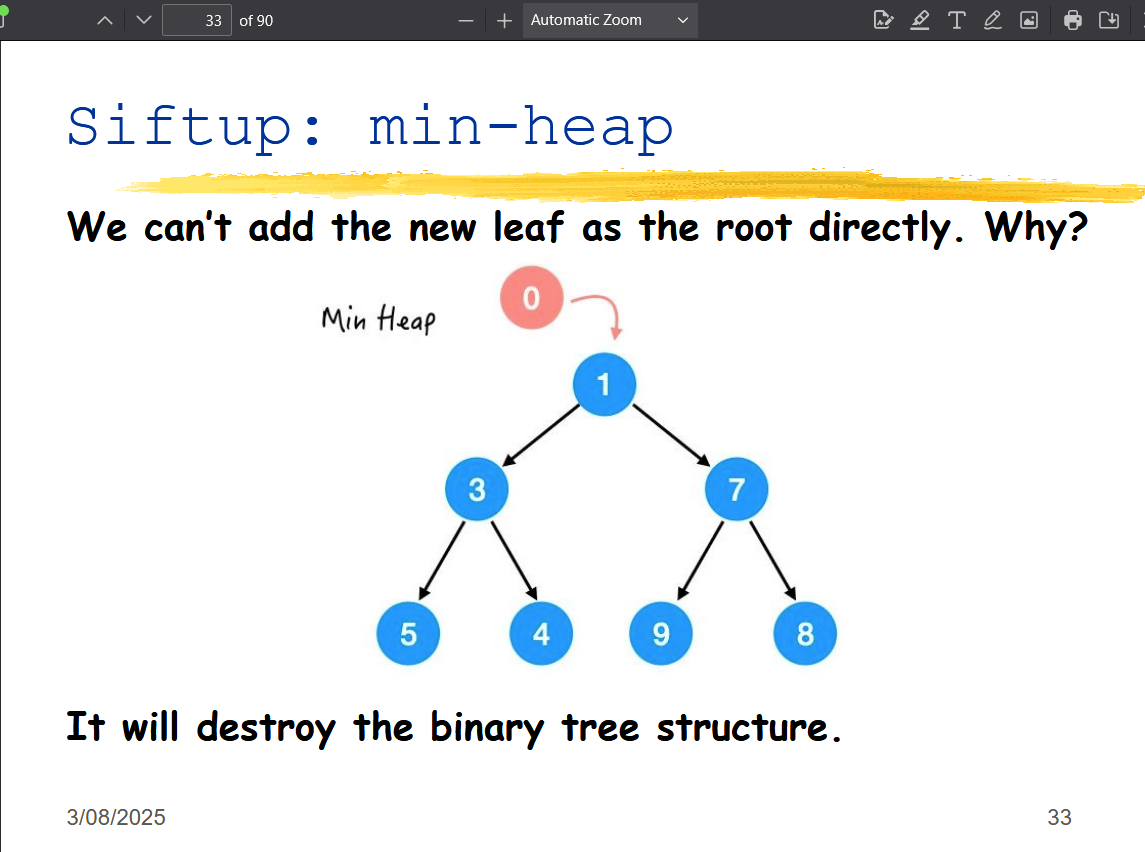 33 of 90
Automatic Zoom
Siftup: min-heap
We can't add the new leaf as the root directly. Why?
0
Min Heap
1
3 7
5 4 9 8
It will destroy the binary tree structure.
3/08/2025 33